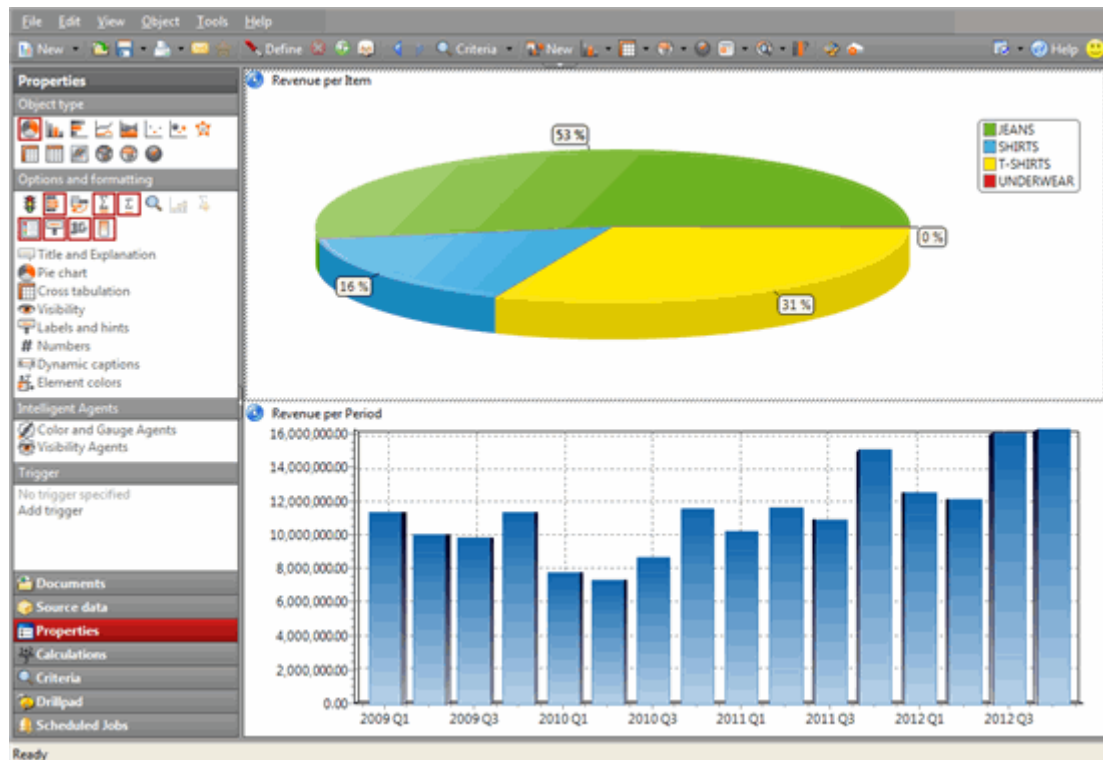 File Edit View Object Tools Help
New Define Criteria New Help
Properties
Object type
Options and formatting
Title and Explanation
Pie chart
Cross tabulation
Visibility
Labels and hints
# Numbers
Dynamic captions
Element colors
Intelligent Agents
Color and Gauge Agents
Visibility Agents
Trigger
No trigger specified
Add trigger
Documents
Source data
Properties
Calculations
Criteria
Drillpad
Scheduled Jobs
Ready
Revenue per Item
53 %
16 %
31 %
0 %
JEANS
SHIRTS
T-SHIRTS
UNDERWEAR
Revenue per Period
16,000,000.00
14,000,000.00
12,000,000.00
10,000,000.00
8,000,000.00
6,000,000.00
4,000,000.00
2,000,000.00
0.00
2009 Q1 2009 Q3 2010 Q1 2010 Q3 2011 Q1 2011 Q3 2012 Q1 2012 Q3